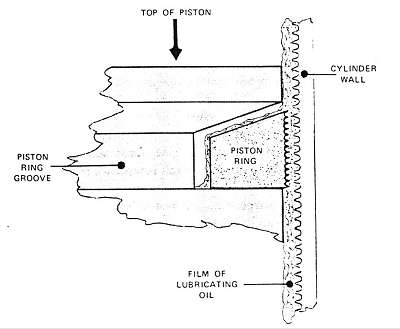 TOP OF PISTON
CYLINDER
WALL
PISTON
RING
PISTON
RING
GROOVE
FILM OF
LUBRICATING
OIL